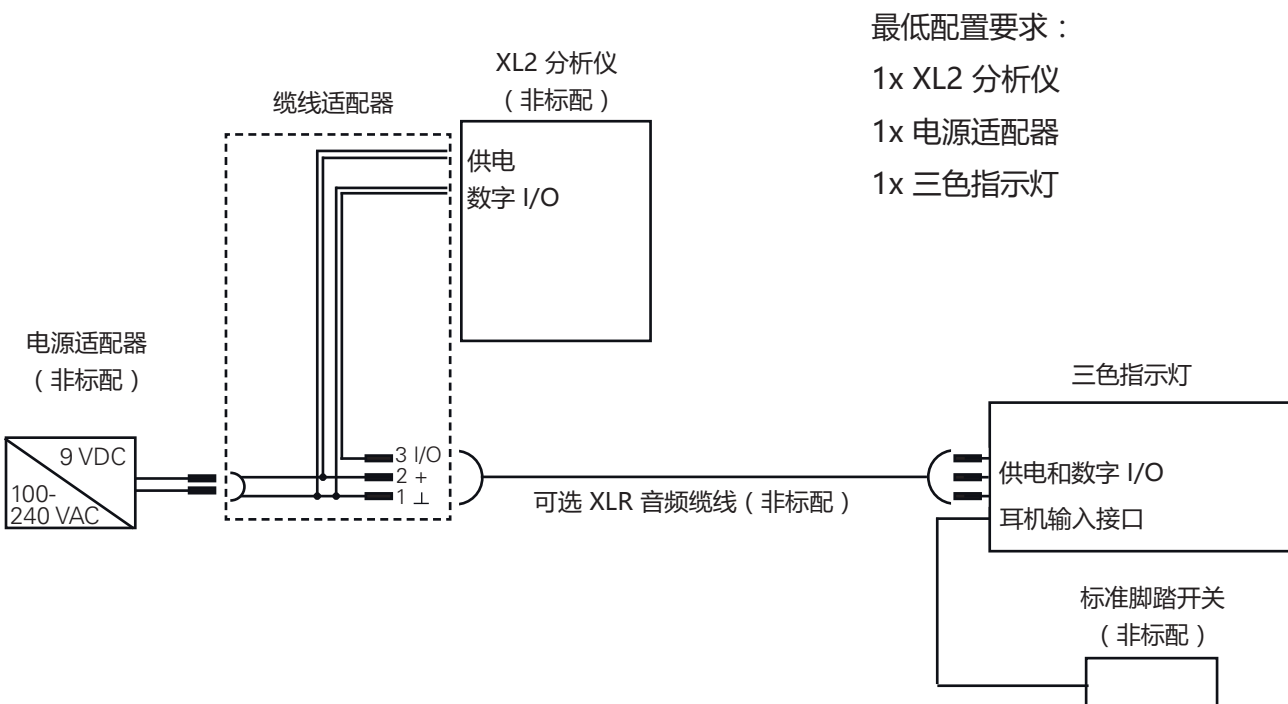 最低配置要求：
1x XL2 分析仪
1x 电源适配器
1x 三色指示灯
XL2 分析仪
（非标配）
缆线适配器
供电
数字 I/O
电源适配器
（非标配）
9 VDC
100-
240 VAC
3 I/O
2 +
1 ⊥
可选 XLR 音频缆线（非标配）
三色指示灯
供电和数字 I/O
耳机输入接口
标准脚踏开关
（非标配）